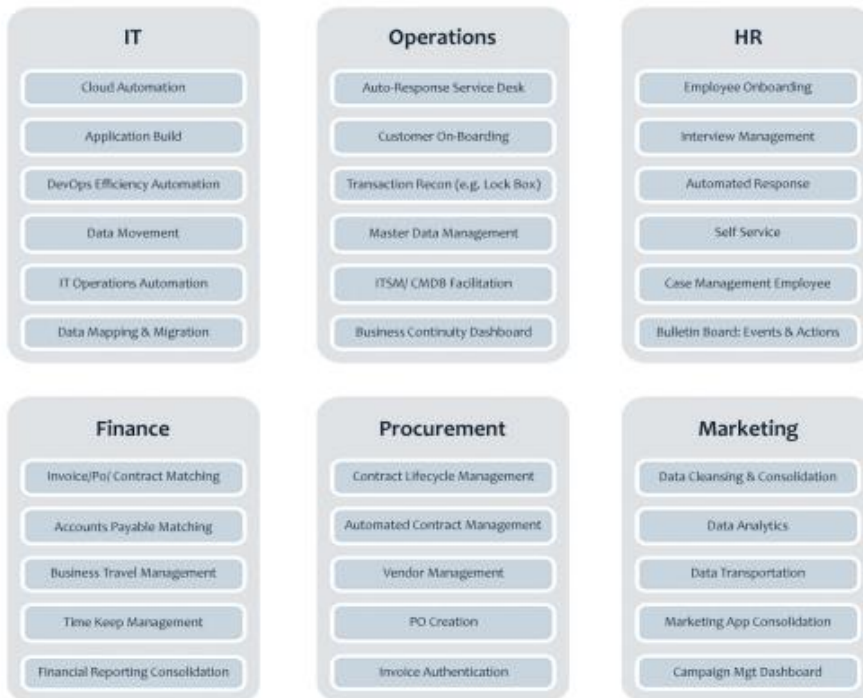 IT
Cloud Automation
Application Build
DevOps Efficiency Automation
Data Movement
IT Operations Automation
Data Mapping & Migration
Operations
Auto-Response Service Desk
Customer On-Boarding
Transaction Recon (e.g. Lock Box)
Master Data Management
ITSM/ CMDB Facilitation
Business Continuity Dashboard
HR
Employee Onboarding
Interview Management
Automated Response
Self Service
Case Management Employee
Bulletin Board: Events & Actions
Finance
Invoice/Po/ Contract Matching
Accounts Payable Matching
Business Travel Management
Time Keep Management
Financial Reporting Consolidation
Procurement
Contract Lifecycle Management
Automated Contract Management
Vendor Management
PO Creation
Invoice Authentication
Marketing
Data Cleansing & Consolidation
Data Analytics
Data Transportation
Marketing App Consolidation
Campaign Mgt Dashboard